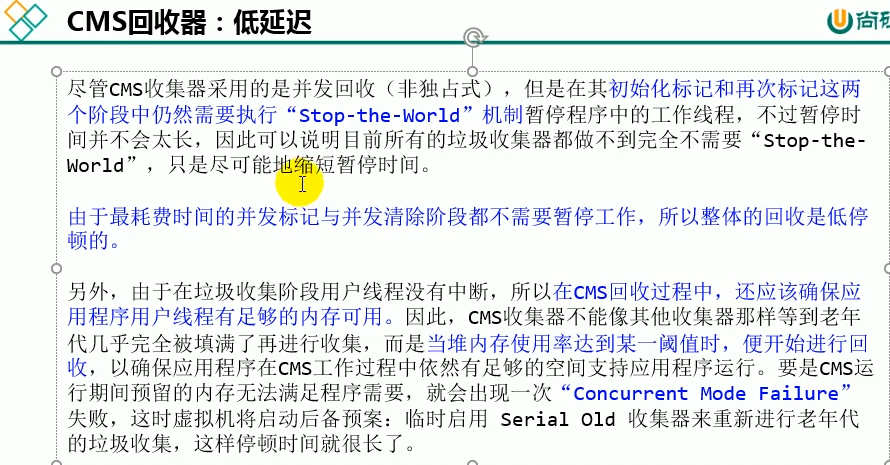 CMS回收器：低延迟
尚硅
尽管CMS收集器采用的是并发回收（非独占式），但是在其初始化标记和再次标记这两
个阶段中仍然需要执行“Stop-the-World”机制暂停程序中的工作线程，不过暂停时
间并不会太长，因此可以说明目前所有的垃圾收集器都做不到完全不需要“Stop-the-
World”，只是尽可能地缩短暂停时间。
由于最耗费时间的并发标记与并发清除阶段都不需要暂停工作，所以整体的回收是低停
顿的。
另外，由于在垃圾收集阶段用户线程没有中断，所以在CMS回收过程中，还应该确保应
用程序用户线程有足够的内存可用。因此，CMS收集器不能像其他收集器那样等到老年
代几乎完全被填满了再进行收集，而是当堆内存使用率达到某一阈值时，便开始进行回
收，以确保应用程序在CMS工作过程中依然有足够的空间支持应用程序运行。要是CMS运
行期间预留的内存无法满足程序需要，就会出现一次“Concurrent Mode Failure”
失败，这时虚拟机将启动后备预案：临时启用 Serial Old 收集器来重新进行老年代
的垃圾收集，这样停顿时间就很长了。